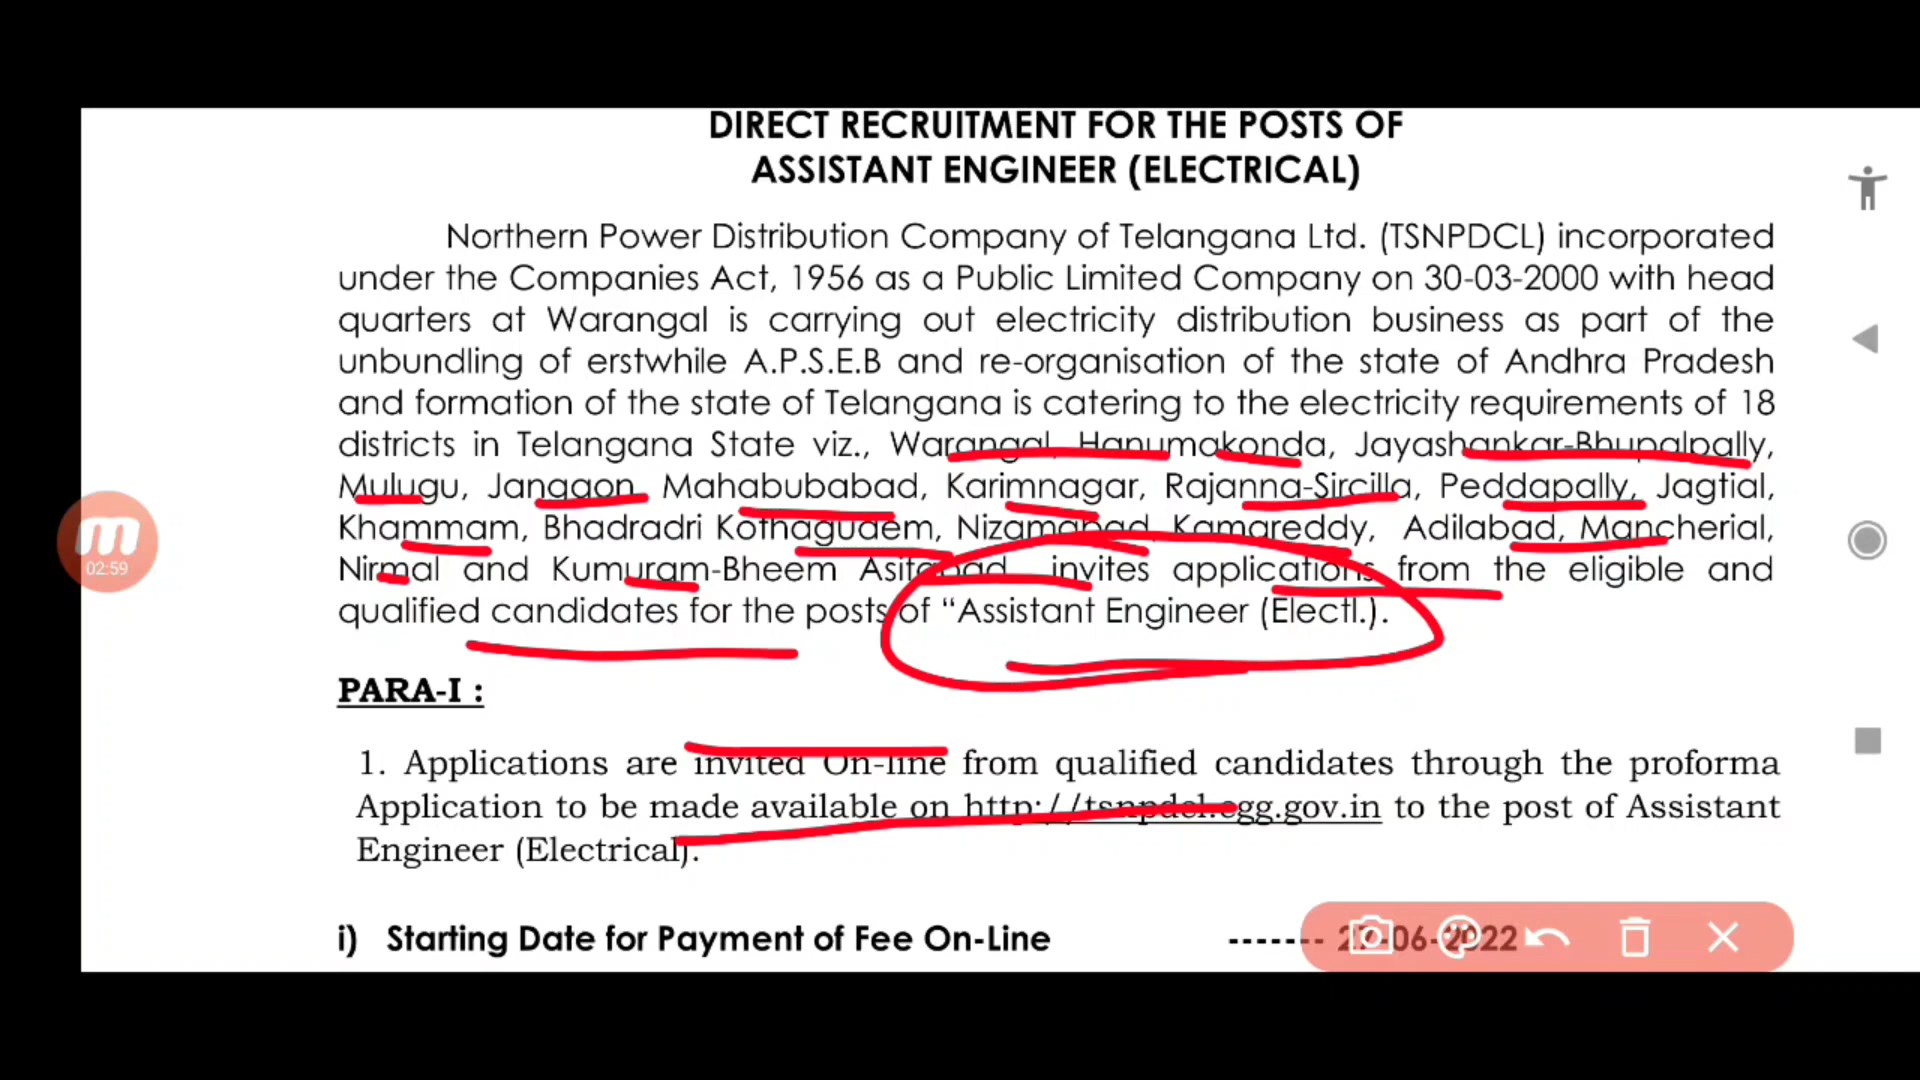 DIRECT RECRUITMENT FOR THE POSTS OF
ASSISTANT ENGINEER (ELECTRICAL)
Northern Power Distribution Company of Telangana Ltd. (TSNPDCL) incorporated
under the Companies Act, 1956 as a Public Limited Company on 30-03-2000 with head
quarters at Warangal is carrying out electricity distribution business as part of the
unbundling of erstwhile A.P.S.E.B and re-organisation of the state of Andhra Pradesh
and formation of the state of Telangana is catering to the electricity requirements of 18
districts in Telangana State viz., Warangal, Hanumakonda, Jayashankar-Bhupalpally,
Mulugu, Jangaon, Mahabubabad, Karimnagar, Rajanna-Sircilla, Peddapally, Jagtial,
Khammam, Bhadradri Kothagudem, Nizamabad, Kamareddy, Adilabad, Mancherial,
Nirmal and Kumuram-Bheem Asifabad invites applications from the eligible and
qualified candidates for the posts of “Assistant Engineer (Electl.).
PARA-I :
1. Applications are invited On-line from qualified candidates through the proforma
Application to be made available on http://tsnpdcl.cgg.gov.in to the post of Assistant
Engineer (Electrical).
i) Starting Date for Payment of Fee On-Line ------- 27-06-2022
02:59